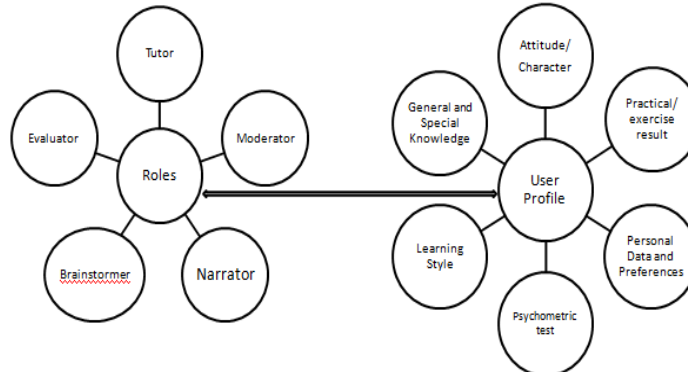 Tutor
Evaluator
Moderator
Roles
Brainstormer
Narrator
Attitude/
Character
General and
Special
Knowledge
Practical/
exercise
result
User
Profile
Learning
Style
Personal
Data and
Preferences
Psychometric
test